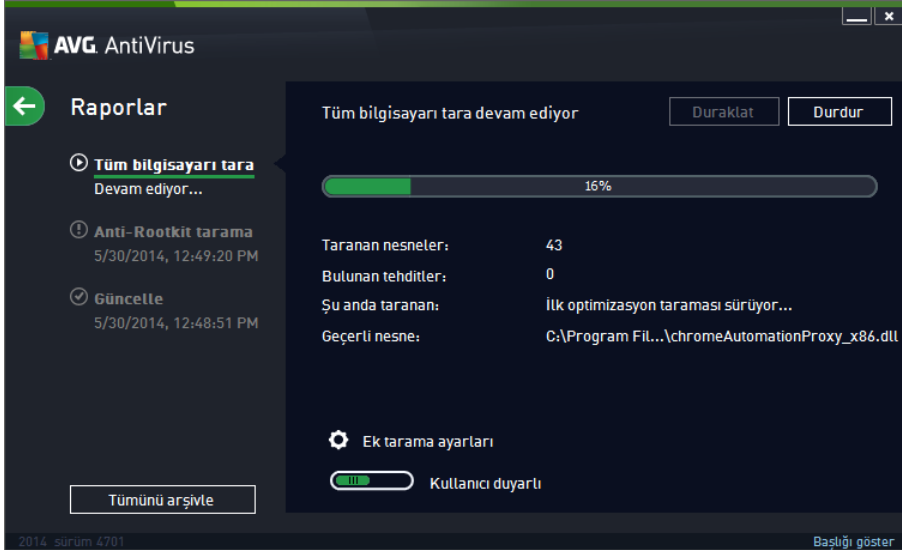 AVG. AntiVirus
Raporlar
Tüm bilgisayarı tara
Devam ediyor...
Anti-Rootkit tarama
5/30/2014, 12:49:20 PM
Güncelle
5/30/2014, 12:48:51 PM
Tümünü arşivle
Tüm bilgisayarı tara devam ediyor
Duraklat
Durdur
16%
Taranan nesneler: 43
Bulunan tehditler: 0
Şu anda taranan: İlk optimizasyon taraması sürüyor...
Geçerli nesne: C:\Program Fil...\chromeAutomationProxy_x86.dll
Ek tarama ayarları
Kullanıcı duyarlı
2014 sürüm 4701
Başlığı göster